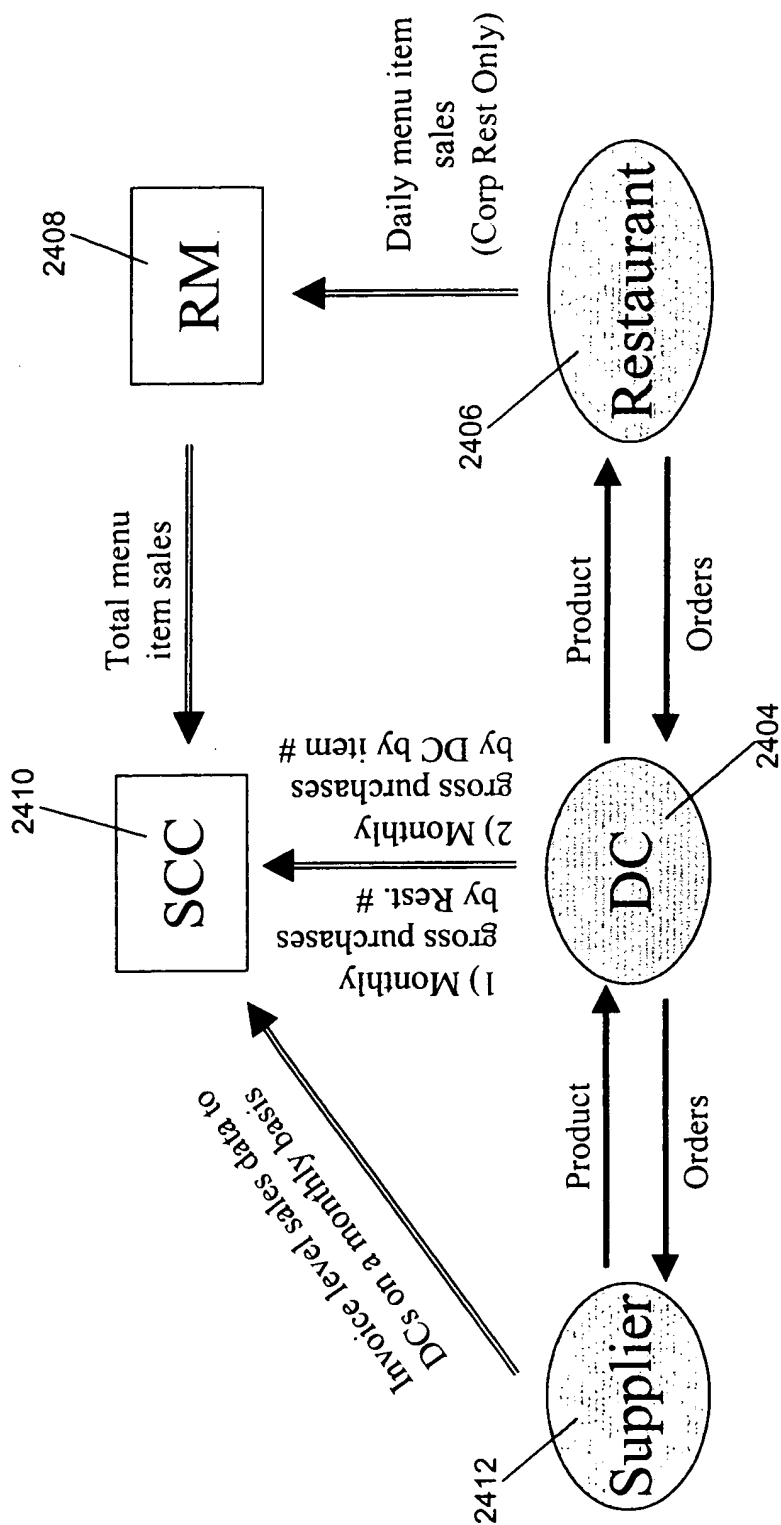 2410
SCC
Total menu
item sales
2408
RM
Invoice level sales data to
DCs on a monthly basis
1) Monthly
gross purchases
by Rest. #
2) Monthly
gross purchases
by DC by item #
Daily menu item
sales
(Corp Rest Only)
2412
Supplier
Product
Orders
DC
2404
Product
Orders
2406
Restaurant